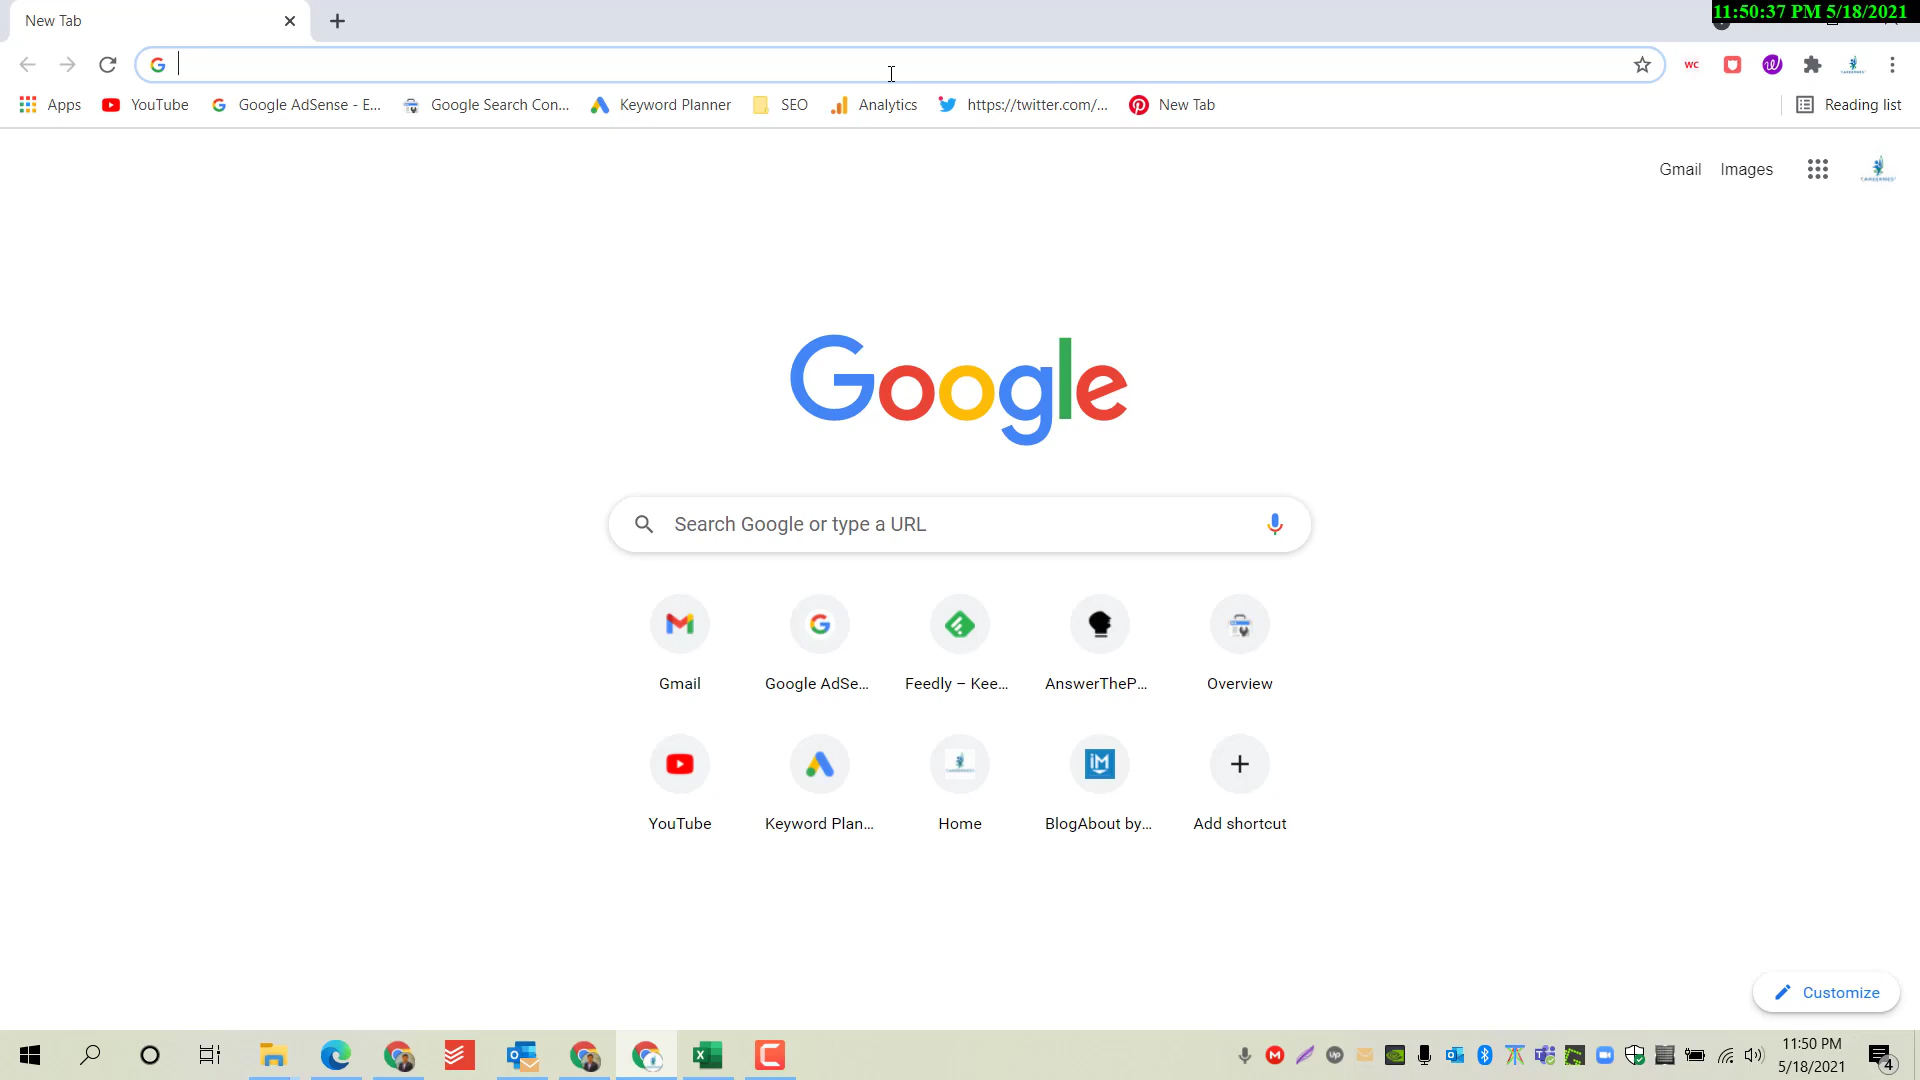 New Tab
11:50:37 PM 5/18/2021
wc
Apps
YouTube
Google AdSense - E...
Google Search Con...
Keyword Planner
SEO
Analytics
https://twitter.com/...
New Tab
Reading list
Gmail
Images
Google
Search Google or type a URL
Gmail
Google AdSe...
Feedly – Kee...
AnswerTheP...
Overview
YouTube
Keyword Plan...
Home
BlogAbout by...
Add shortcut
Customize
11:50 PM
5/18/2021
4